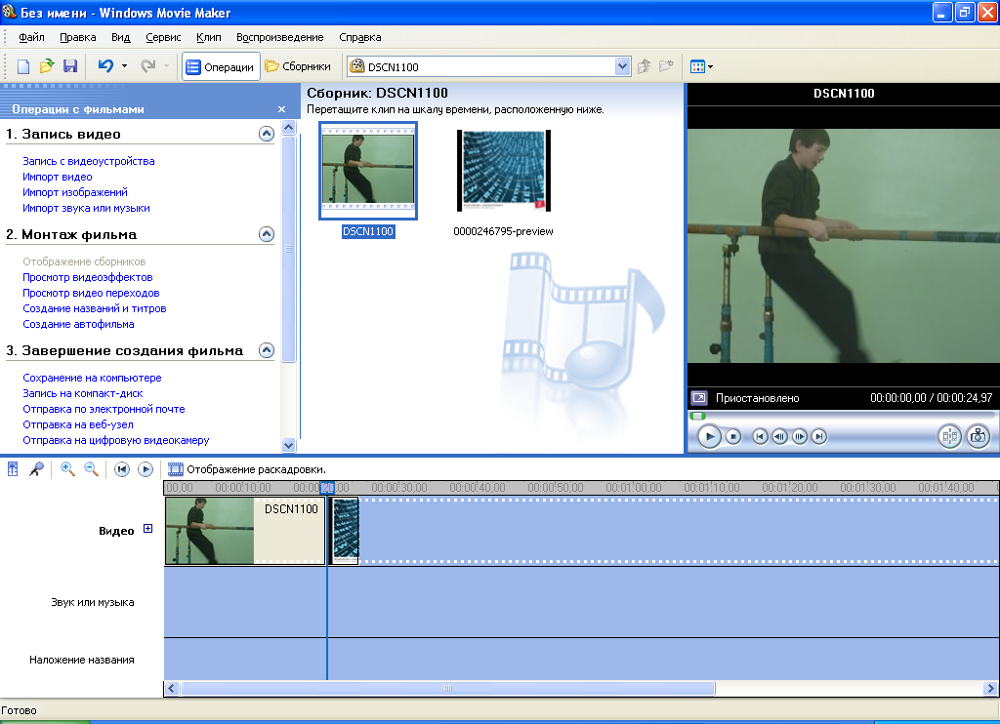 Без имени - Windows Movie Maker
Файл Правка Вид Сервис Клип Воспроизведение Справка
Операции Сборники DSCN1100
Операции с фильмами
1. Запись видео
Запись с видеоустройства
Импорт видео
Импорт изображений
Импорт звука или музыки
2. Монтаж фильма
Отображение сборников
Просмотр видеоэффектов
Просмотр видео переходов
Создание названий и титров
Создание автофильма
3. Завершение создания фильма
Сохранение на компьютере
Запись на компакт-диск
Отправка по электронной почте
Отправка на веб-узел
Отправка на цифровую видеокамеру
Сборник: DSCN1100
Перетащите клип на шкалу времени, расположенную ниже.
DSCN1100
0000246795-preview
DSCN1100
Приостановлено 00:00:00,00 / 00:00:24,97
Отображение раскадровки.
00,00 00:00:10,00 00:00:30,00 00:00:40,00 00:00:50,00 00:01:00,00 00:01:10,00 00:01:20,00 00:01:30,00 00:01:40,00
Видео
DSCN1100
Звук или музыка
Наложение названия
Готово